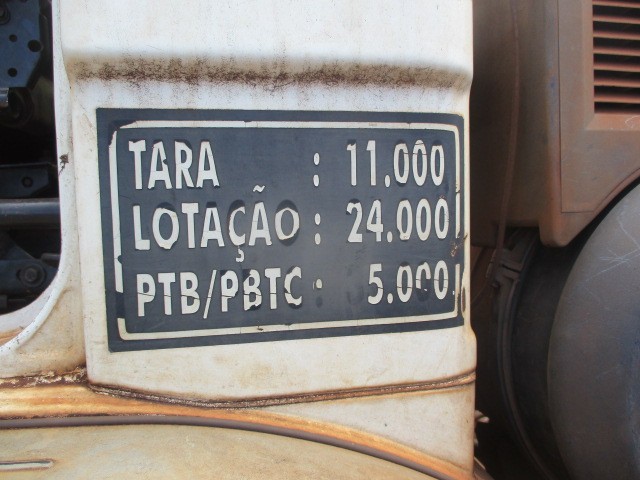 TARA : 11.000
LOTAÇÃO : 24.000
PTB/PBTC : 5.000